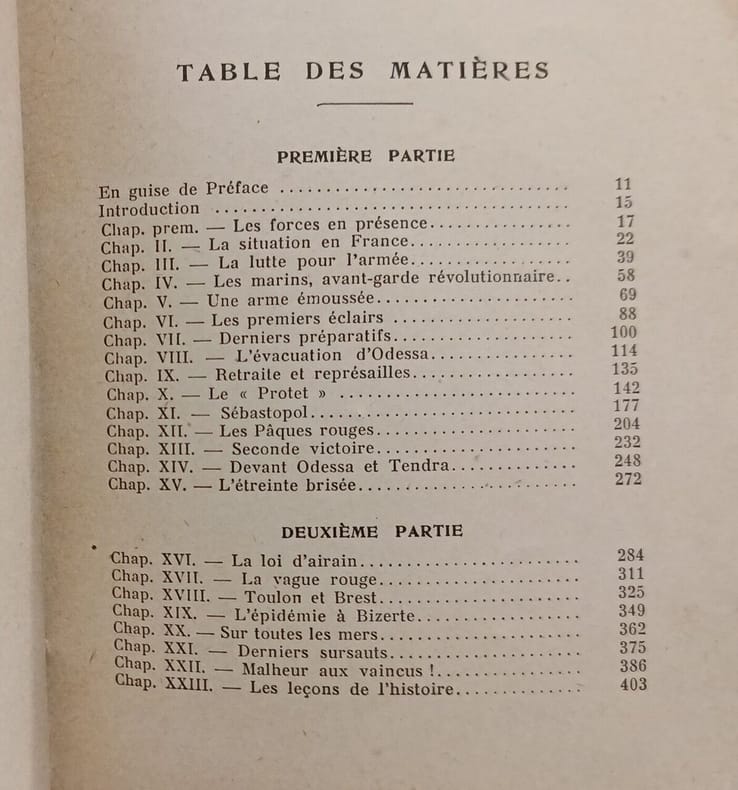 TABLE DES MATIÈRES
PREMIÈRE PARTIE
En guise de Préface .............................. 11
Introduction .................................. 15
Chap. prem. — Les forces en présence................ 17
Chap. II. — La situation en France.................. 22
Chap. III. — La lutte pour l'armée.................. 39
Chap. IV. — Les marins, avant-garde révolutionnaire.. 58
Chap. V. — Une arme émoussée...................... 69
Chap. VI. — Les premiers éclairs .................... 88
Chap. VII. — Derniers préparatifs.................... 100
Chap. VIII. — L'évacuation d'Odessa................ 114
Chap. IX. — Retraite et représailles.................. 135
Chap. X. — Le « Protet » .......................... 142
Chap. XI. — Sébastopol............................. 177
Chap. XII. — Les Pâques rouges...................... 204
Chap. XIII. — Seconde victoire...................... 232
Chap. XIV. — Devant Odessa et Tendra.............. 248
Chap. XV. — L'étreinte brisée........................ 272
DEUXIÈME PARTIE
Chap. XVI. — La loi d'airain........................ 284
Chap. XVII. — La vague rouge...................... 311
Chap. XVIII. — Toulon et Brest...................... 325
Chap. XIX. — L'épidémie à Bizerte.................. 349
Chap. XX. — Sur toutes les mers...................... 362
Chap. XXI. — Derniers sursauts...................... 375
Chap. XXII. — Malheur aux vaincus !................ 386
Chap. XXIII. — Les leçons de l'histoire.............. 403